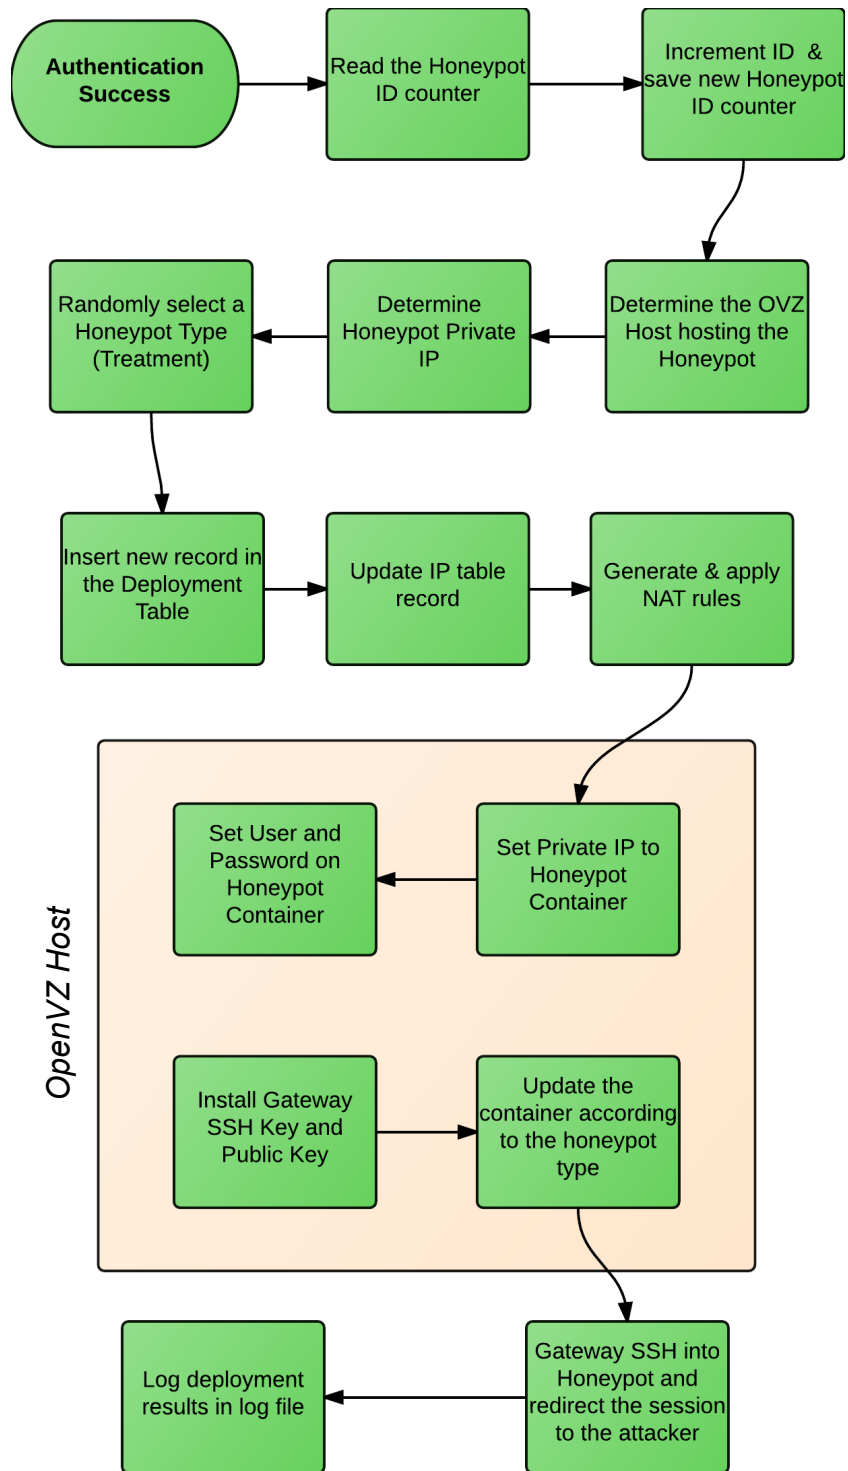 Authentication
Success
Read the Honeypot
ID counter
Increment ID  &
save new Honeypot
ID counter
Randomly select a
Honeypot Type
(Treatment)
Determine
Honeypot Private
IP
Determine the OVZ
Host hosting the
Honeypot
Insert new record in
the Deployment
Table
Update IP table
record
Generate & apply
NAT rules
OpenVZ Host
Set User and
Password on
Honeypot
Container
Set Private IP to
Honeypot
Container
Install Gateway
SSH Key and
Public Key
Update the
container according
to the honeypot
type
Log deployment
results in log file
Gateway SSH into
Honeypot and
redirect the session
to the attacker